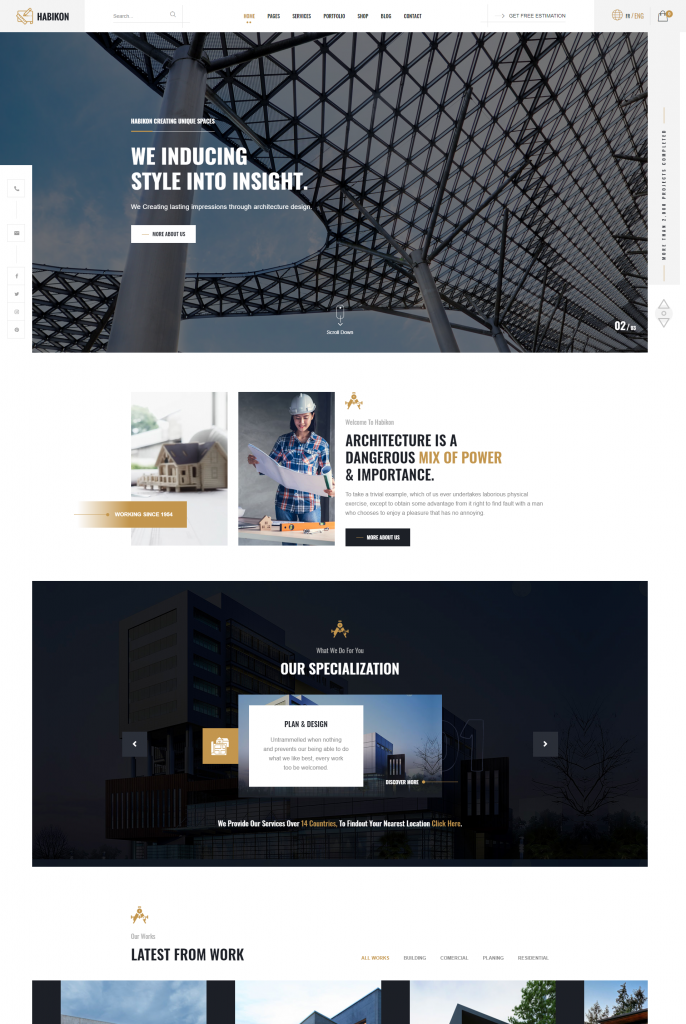 HABIKON
Search..
HOME PAGES SERVICES PORTFOLIO SHOP BLOG CONTACT
GET FREE ESTIMATION
FR / ENG
0
HABIKON CREATING UNIQUE SPACES
WE INDUCING
STYLE INTO INSIGHT.
We Creating lasting impressions through architecture design.
MORE ABOUT US
MORE THAN 2,000 PROJECTS COMPLETED
Scroll Down
02 / 03
WORKING SINCE 1984
Welcome To Habikon
ARCHITECTURE IS A
DANGEROUS MIX OF POWER
& IMPORTANCE.
To take a trivial example, which of us ever undertakes laborious physical
exercise, except to obtain some advantage from it right to find fault with a man
who chooses to enjoy a pleasure that has no annoying
MORE ABOUT US
What We Do For You
OUR SPECIALIZATION
PLAN & DESIGN
Untrammelled when nothing
and prevents our being able to do
what we like best, every work
too be welcomed.
01
DISCOVER MORE
We Provide Our Services Over 14 Countries. To Findout Your Nearest Location Click Here.
Our Works
LATEST FROM WORK
ALL WORKS BUILDING COMERCIAL PLANING RESIDENTIAL